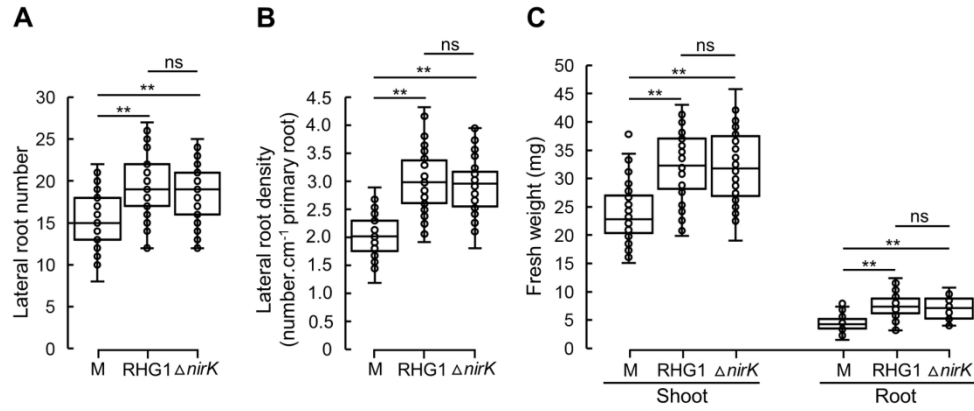 A
Lateral root number
30
25
20
15
10
5
0
ns
**
**
M RHG1 ΔnirK
B
Lateral root density
(number.cm⁻¹ primary root)
4.5
4.0
3.5
3.0
2.5
2.0
1.5
1.0
0.5
0
ns
**
**
M RHG1 ΔnirK
C
Fresh weight (mg)
50
45
40
35
30
25
20
15
10
5
0
ns
**
**
ns
**
**
M RHG1 ΔnirK M RHG1 ΔnirK
Shoot Root